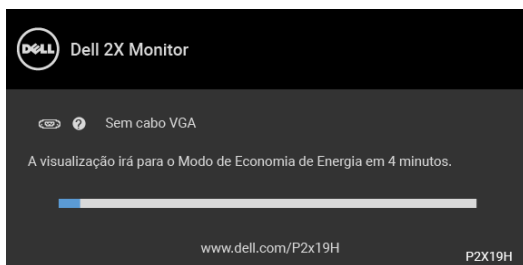 DELL Dell 2X Monitor
? Sem cabo VGA
A visualização irá para o Modo de Economia de Energia em 4 minutos.
www.dell.com/P2x19H
P2X19H